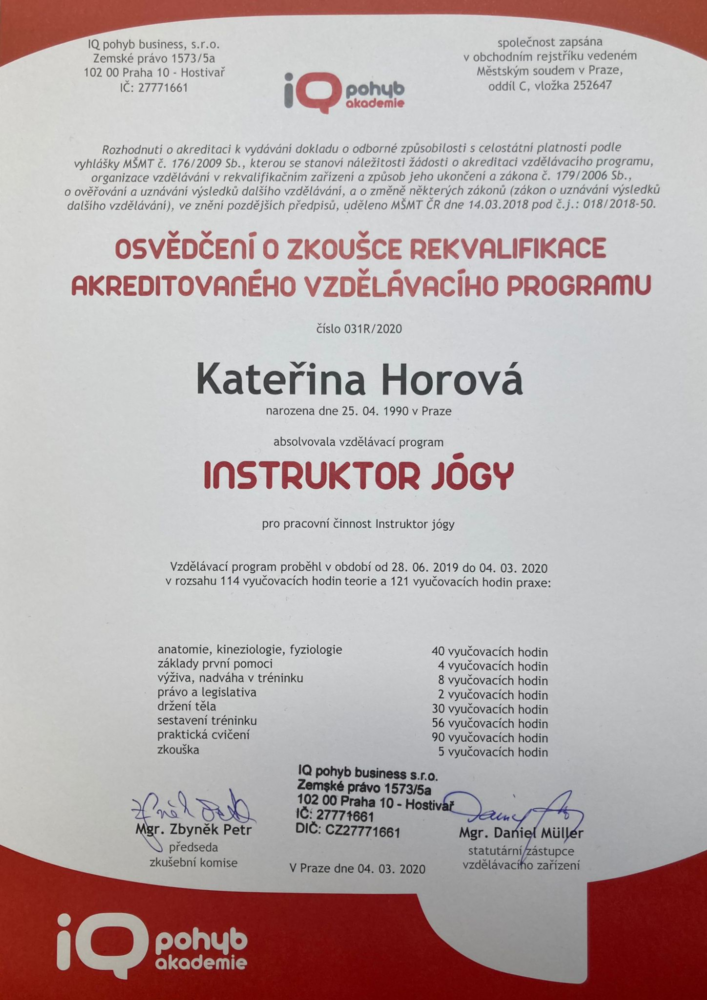 IQ pohyb business, s.r.o.
Zemské právo 1573/5a
102 00 Praha 10 - Hostivař
IČ: 27771661
společnost zapsána
v obchodním rejstříku vedeném
Městským soudem v Praze,
oddíl C, vložka 252647
iQ pohyb
akademie
Rozhodnutí o akreditaci k vydávání dokladu o odborné způsobilosti s celostátní platností podle
vyhlášky MŠMT č. 176/2009 Sb., kterou se stanoví náležitosti žádosti o akreditaci vzdělávacího programu,
organizace vzdělávání v rekvalifikačním zařízení a způsob jeho ukončení a zákona č. 179/2006 Sb.,
o ověřování a uznávání výsledků dalšího vzdělávání, a o změně některých zákonů (zákon o uznávání výsledků
dalšího vzdělávání), ve znění pozdějších předpisů, uděleno MŠMT ČR dne 14.03.2018 pod č.j.: 018/2018-50.
OSVĚDČENÍ O ZKOUŠCE REKVALIFIKACE
AKREDITOVANÉHO VZDĚLÁVACÍHO PROGRAMU
číslo 031R/2020
Kateřina Horová
narozena dne 25. 04. 1990 v Praze
absolvovala vzdělávací program
INSTRUKTOR JÓGY
pro pracovní činnost Instruktor jógy
Vzdělávací program proběhl v období od 28. 06. 2019 do 04. 03. 2020
v rozsahu 114 vyučovacích hodin teorie a 121 vyučovacích hodin praxe:
anatomie, kineziologie, fyziologie 40 vyučovacích hodin
základy první pomoci 4 vyučovacích hodin
výživa, nadváha v tréninku 8 vyučovacích hodin
právo a legislativa 2 vyučovacích hodin
držení těla 30 vyučovacích hodin
sestavení tréninku 56 vyučovacích hodin
praktická cvičení 90 vyučovacích hodin
zkouška 5 vyučovacích hodin
IQ pohyb business s.r.o.
Zemské právo 1573/5a
102 00 Praha 10 - Hostivař
IČ: 27771661
DIČ: CZ27771661
Mgr. Zbyněk Petr
předseda
zkušební komise
Mgr. Daniel Müller
statutární zástupce
vzdělávacího zařízení
V Praze dne 04. 03. 2020
iQ pohyb
akademie